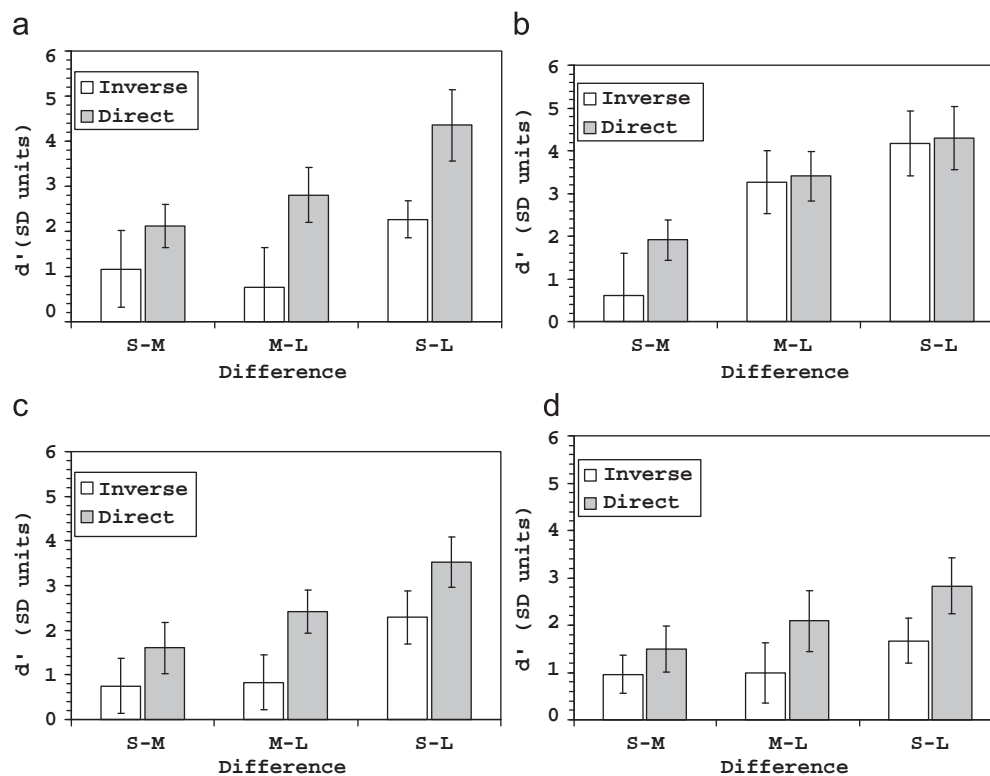 a
6
5
4
3
2
1
0
d' (SD units)
Inverse
Direct
S-M
M-L
S-L
Difference
b
6
5
4
3
2
1
0
d' (SD units)
Inverse
Direct
S-M
M-L
S-L
Difference
c
6
5
4
3
2
1
0
d' (SD units)
Inverse
Direct
S-M
M-L
S-L
Difference
d
6
5
4
3
2
1
0
d' (SD units)
Inverse
Direct
S-M
M-L
S-L
Difference